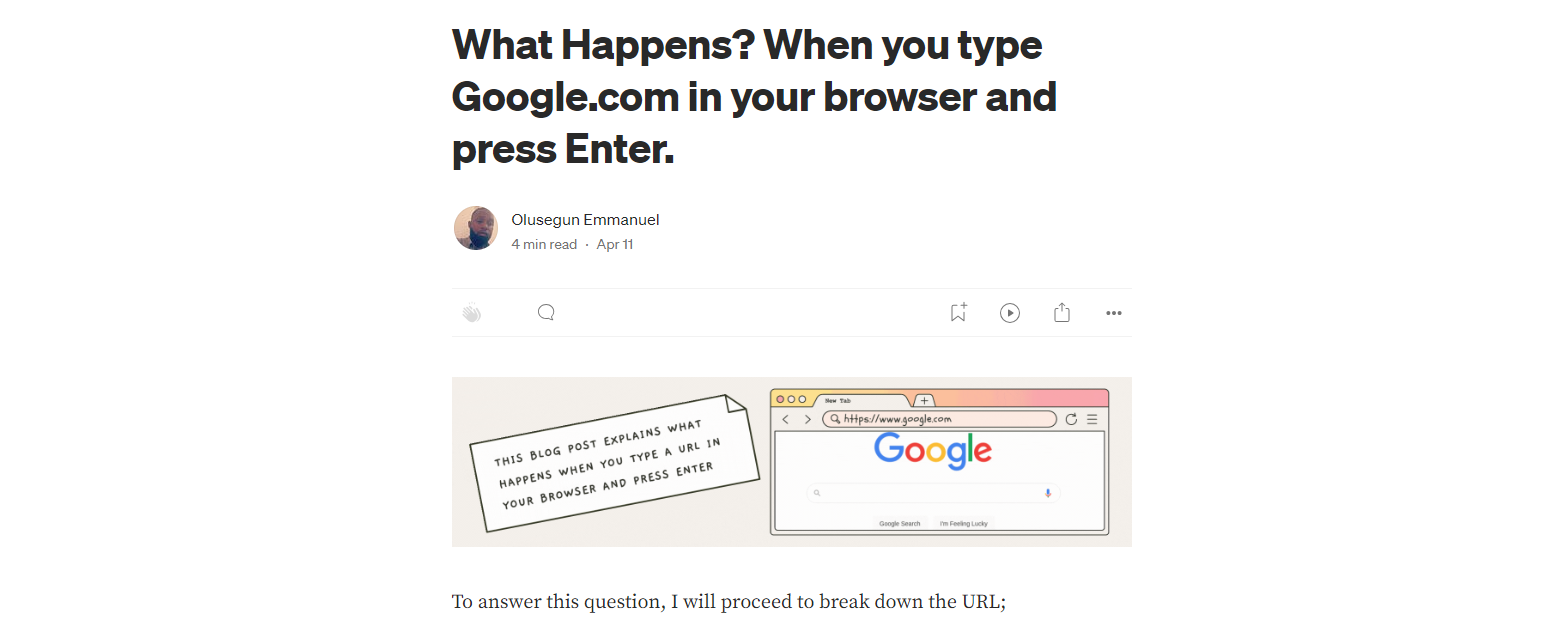 What Happens? When you type
Google.com in your browser and
press Enter.
Olusegun Emmanuel
4 min read · Apr 11
THIS BLOG POST EXPLAINS WHAT
HAPPENS WHEN YOU TYPE A URL IN
YOUR BROWSER AND PRESS ENTER
New Tab
https://www.google.com
Google
Google Search I'm Feeling Lucky
To answer this question, I will proceed to break down the URL;